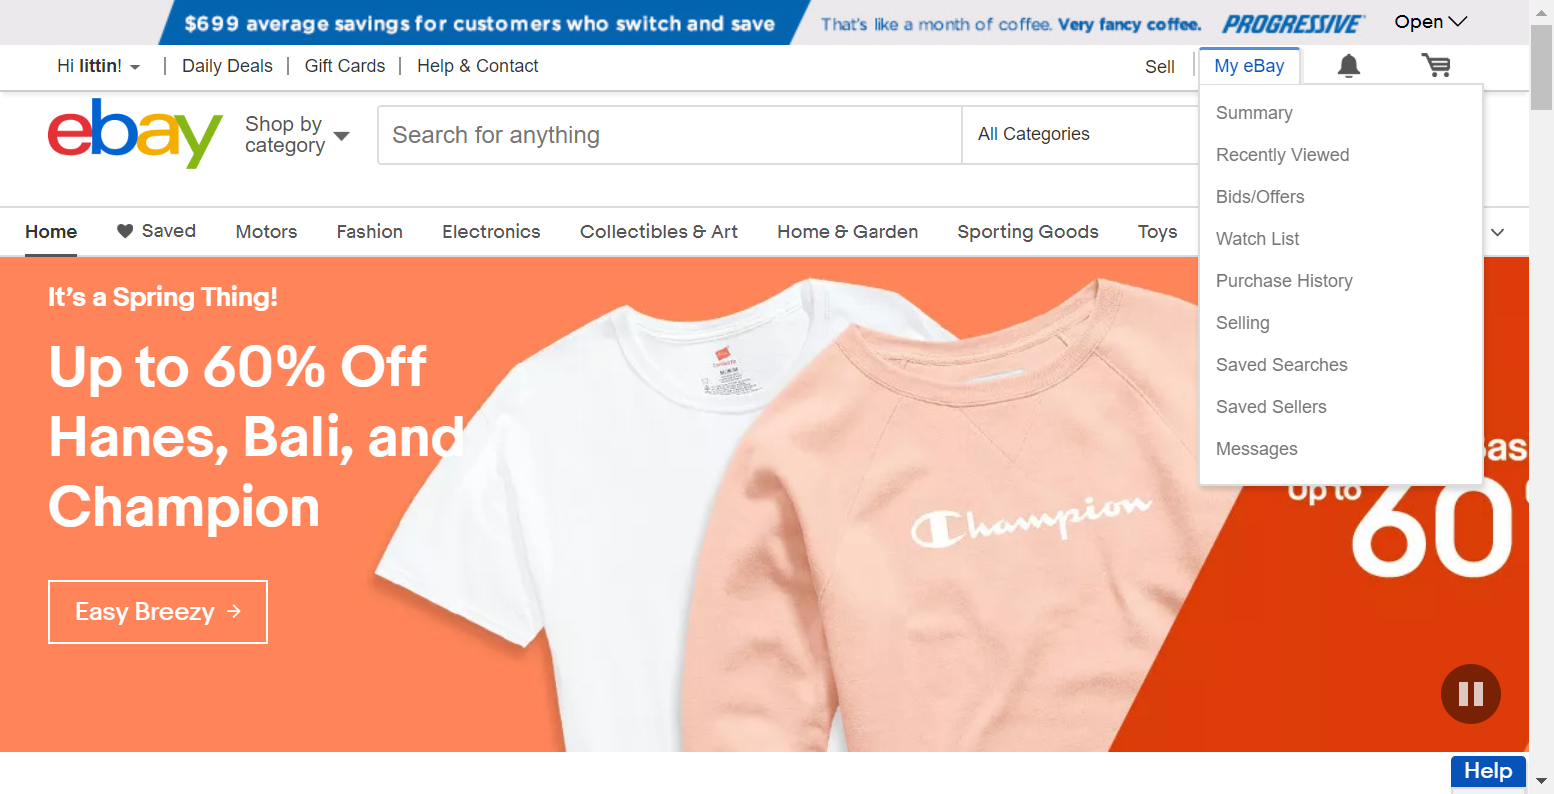 $699 average savings for customers who switch and save
That's like a month of coffee. Very fancy coffee.
PROGRESSIVE
Open
Hi littin!
Daily Deals
Gift Cards
Help & Contact
Sell
My eBay
ebay
Shop by
category
Search for anything
All Categories
Summary
Recently Viewed
Bids/Offers
Watch List
Purchase History
Selling
Saved Searches
Saved Sellers
Messages
Home
Saved
Motors
Fashion
Electronics
Collectibles & Art
Home & Garden
Sporting Goods
Toys
It's a Spring Thing!
Up to 60% Off
Hanes, Bali, and
Champion
Easy Breezy →
Champion
Up to
60
Help